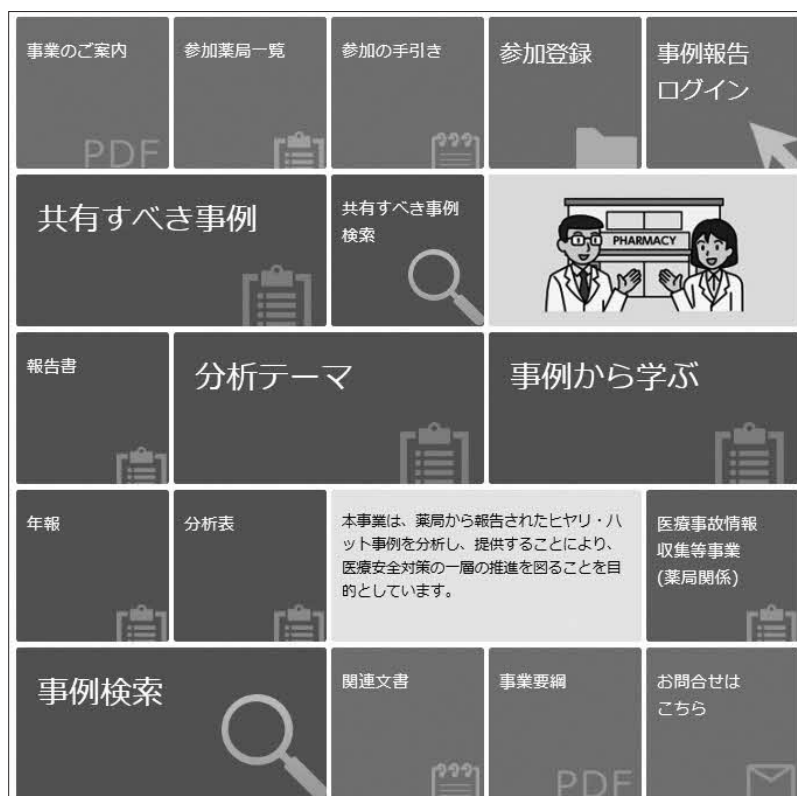 事業のご案内
参加薬局一覧
参加の手引き
参加登録
事例報告
ログイン
PDF
共有すべき事例
共有すべき事例
検索
PHARMACY
報告書
分析テーマ
事例から学ぶ
年報
分析表
本事業は、薬局から報告されたヒヤリ・ハ
ット事例を分析し、提供することにより、
医療安全対策の一層の推進を図ることを目
的としています。
医療事故情報
収集等事業
(薬局関係)
事例検索
関連文書
事業要綱
お問合せは
こちら
PDF